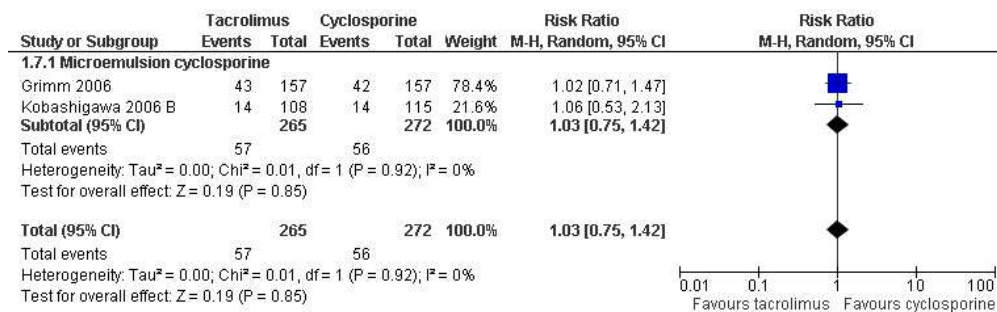 Tacrolimus Cyclosporine Risk Ratio Risk Ratio
Study or Subgroup Events Total Events Total Weight M-H, Random, 95% CI M-H, Random, 95% CI
1.7.1 Microemulsion cyclosporine
Grimm 2006 43 157 42 157 78.4% 1.02 [0.71, 1.47]
Kobashigawa 2006 B 14 108 14 115 21.6% 1.06 [0.53, 2.13]
Subtotal (95% CI) 265 272 100.0% 1.03 [0.75, 1.42]
Total events 57 56
Heterogeneity: Tau² = 0.00; Chi² = 0.01, df = 1 (P = 0.92); I² = 0%
Test for overall effect: Z = 0.19 (P = 0.85)
Total (95% CI) 265 272 100.0% 1.03 [0.75, 1.42]
Total events 57 56
Heterogeneity: Tau² = 0.00; Chi² = 0.01, df = 1 (P = 0.92); I² = 0%
Test for overall effect: Z = 0.19 (P = 0.85)
0.01 0.1 1 10 100
Favours tacrolimus Favours cyclosporine